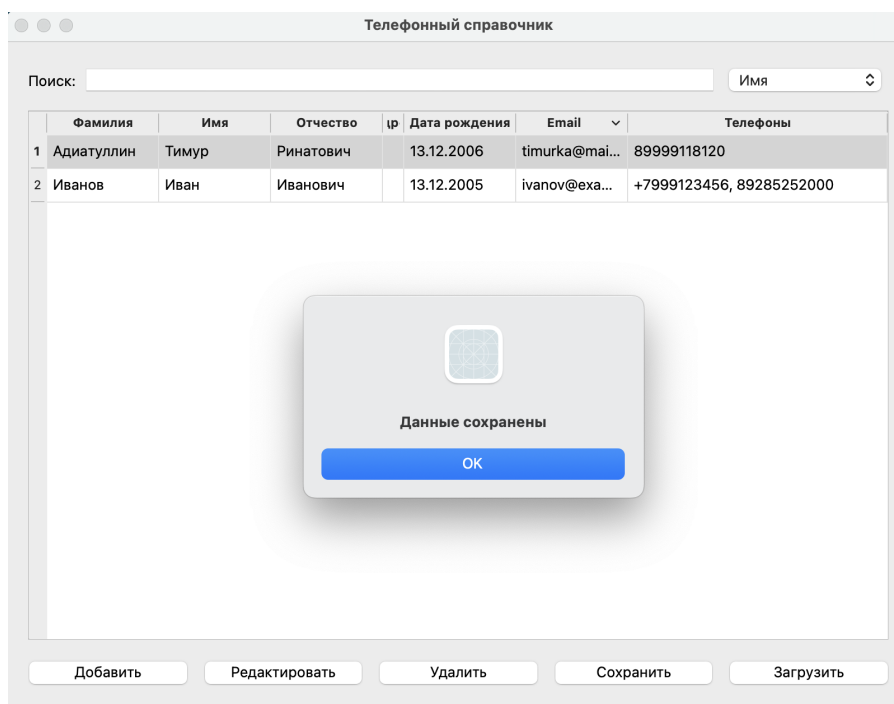 Телефонный справочник
Поиск: Имя
Фамилия Имя Отчество Дата рождения Email Телефоны
1 Адиатуллин Тимур Ринатович 13.12.2006 timurka@mai... 89999118120
2 Иванов Иван Иванович 13.12.2005 ivanov@exa... +7999123456, 89285252000
Данные сохранены
OK
Добавить Редактировать Удалить Сохранить Загрузить